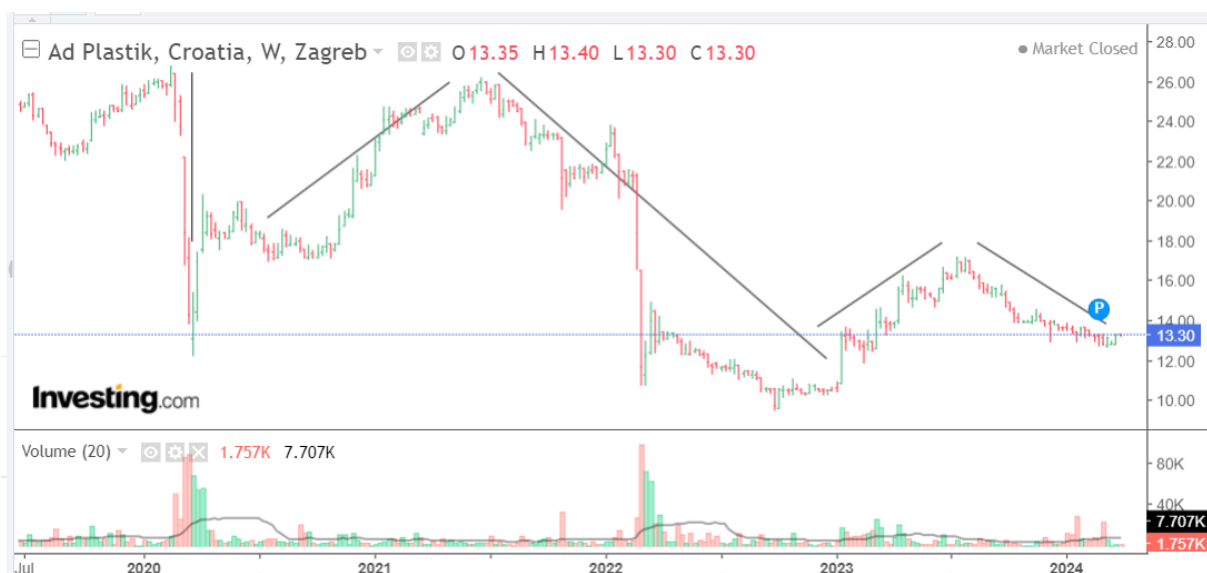 Ad Plastik, Croatia, W, Zagreb O13.35 H13.40 L13.30 C13.30
Market Closed
28.00
26.00
24.00
22.00
20.00
18.00
16.00
14.00
13.30
12.00
10.00
P
Investing.com
Volume (20) 1.757K 7.707K
80K
40K
7.707K
1.757K
Jul 2020 2021 2022 2023 2024